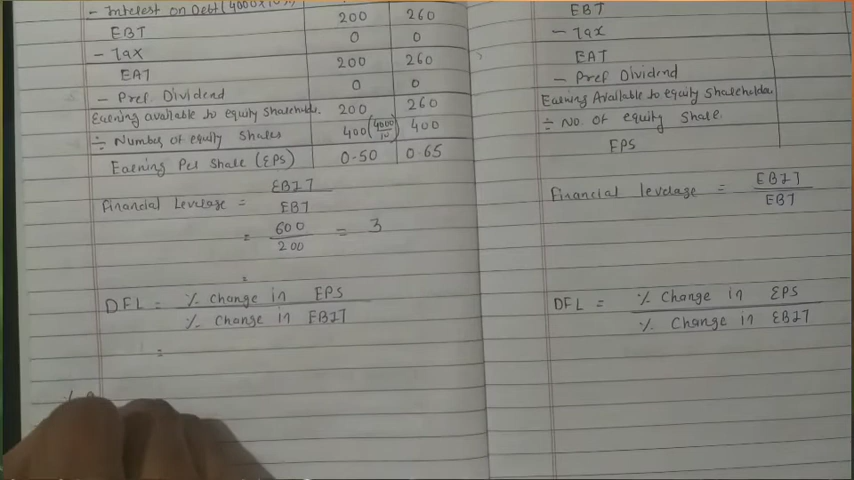 - Interest on Debt (4000x10%) 200 260
EBT 0 0
- Tax 200 260
EAT 0 0
- Pref. Dividend
Earning available to equity shareholde. 200 260
÷ Number of equity shares 400 (4000/10) 400
Earning Per Share (EPS) 0.50 0.65
Financial Leverage = EBIT / EBT
= 600 / 200 = 3
=
DFL = % Change in EPS / % Change in EBIT
=
EBT
- Tax
EAT
- Pref Dividend
Earning Available to equity Shareholder
÷ No. of equity share.
EPS
Financial leverage = EBIT / EBT
DFL = % Change in EPS / % Change in EBIT